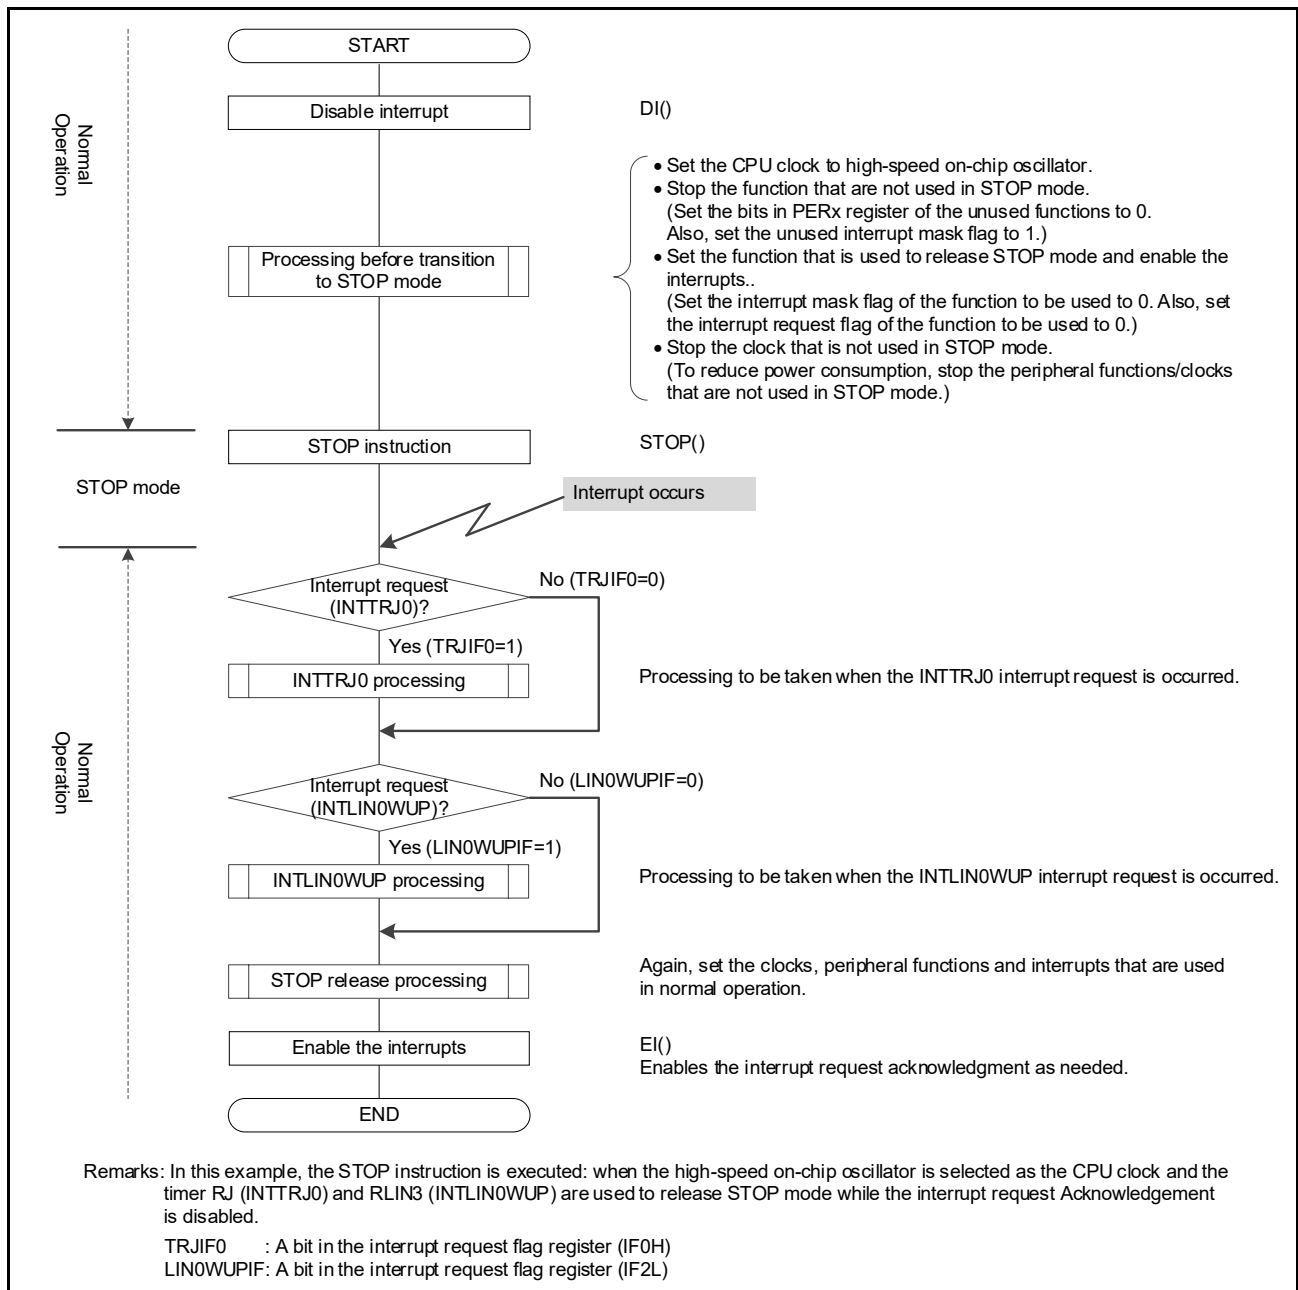 START
Disable interrupt
DI()
Normal
Operation
• Set the CPU clock to high-speed on-chip oscillator.
• Stop the function that are not used in STOP mode.
(Set the bits in PERx register of the unused functions to 0.
Also, set the unused interrupt mask flag to 1.)
• Set the function that is used to release STOP mode and enable the
interrupts..
(Set the interrupt mask flag of the function to be used to 0. Also, set
the interrupt request flag of the function to be used to 0.)
• Stop the clock that is not used in STOP mode.
(To reduce power consumption, stop the peripheral functions/clocks
that are not used in STOP mode.)
Processing before transition
to STOP mode
STOP instruction
STOP()
STOP mode
Interrupt occurs
Interrupt request
(INTTRJ0)?
No (TRJIF0=0)
Yes (TRJIF0=1)
INTTRJ0 processing
Processing to be taken when the INTTRJ0 interrupt request is occurred.
Normal
Operation
Interrupt request
(INTLIN0WUP)?
No (LIN0WUPIF=0)
Yes (LIN0WUPIF=1)
INTLIN0WUP processing
Processing to be taken when the INTLIN0WUP interrupt request is occurred.
STOP release processing
Again, set the clocks, peripheral functions and interrupts that are used
in normal operation.
Enable the interrupts
EI()
Enables the interrupt request acknowledgment as needed.
END
Remarks: In this example, the STOP instruction is executed: when the high-speed on-chip oscillator is selected as the CPU clock and the
timer RJ (INTTRJ0) and RLIN3 (INTLIN0WUP) are used to release STOP mode while the interrupt request Acknowledgement
is disabled.
TRJIF0 : A bit in the interrupt request flag register (IF0H)
LIN0WUPIF: A bit in the interrupt request flag register (IF2L)